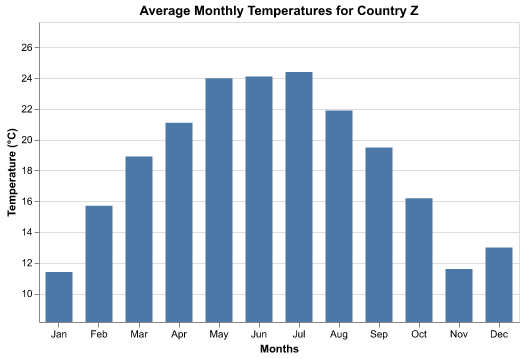 Average Monthly Temperatures for Country Z
Temperature (°C)
26
24
22
20
18
16
14
12
10
Jan Feb Mar Apr May Jun Jul Aug Sep Oct Nov Dec
Months